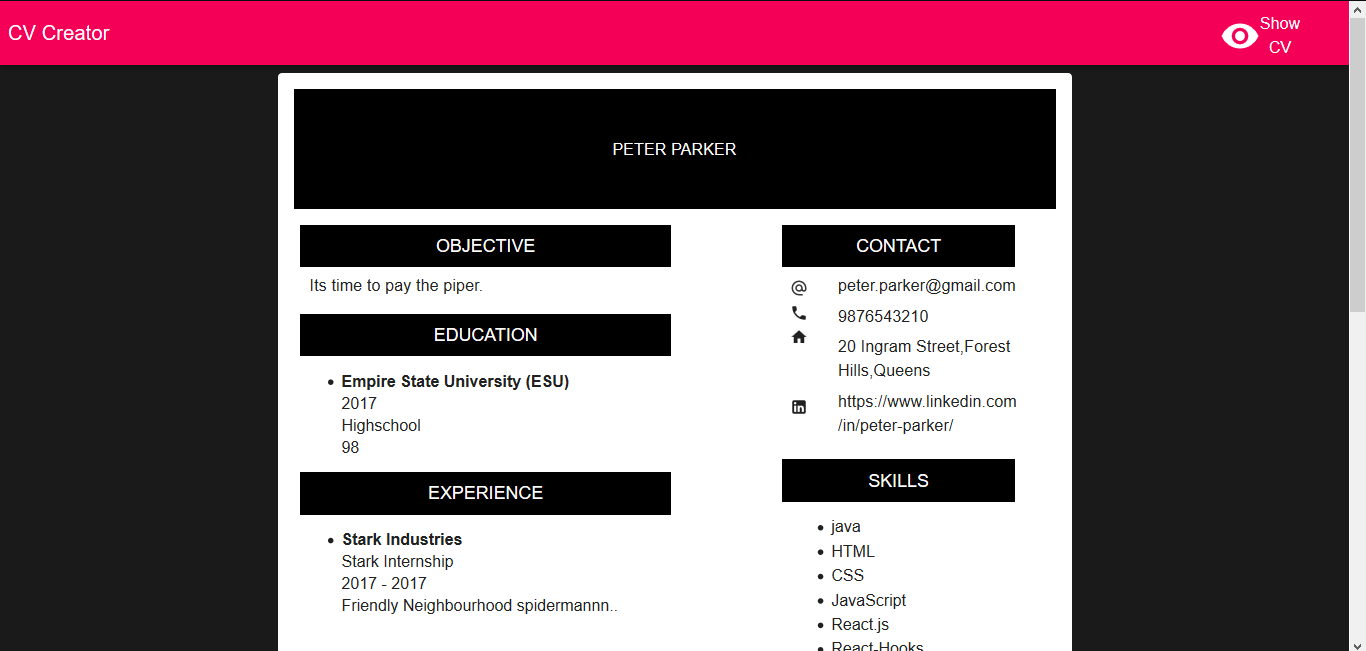 CV Creator
Show
CV
PETER PARKER
OBJECTIVE
Its time to pay the piper.
EDUCATION
Empire State University (ESU)
2017
Highschool
98
EXPERIENCE
Stark Industries
Stark Internship
2017 - 2017
Friendly Neighbourhood spidermannn..
CONTACT
peter.parker@gmail.com
9876543210
20 Ingram Street,Forest
Hills,Queens
https://www.linkedin.com
/in/peter-parker/
SKILLS
java
HTML
CSS
JavaScript
React.js
React-Hooks